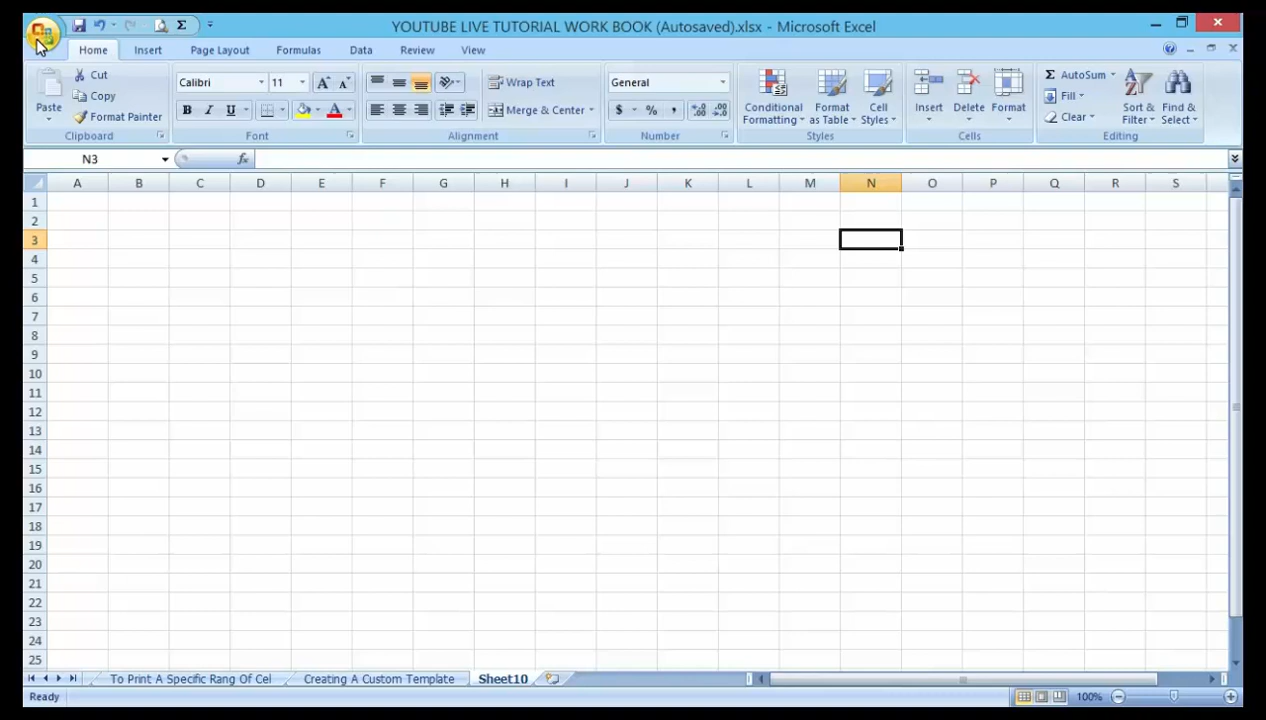 YOUTUBE LIVE TUTORIAL WORK BOOK (Autosaved).xlsx - Microsoft Excel
Home Insert Page Layout Formulas Data Review View
Paste
Cut
Copy
Format Painter
Clipboard
Calibri 11
B I U A
Font
Wrap Text
Merge & Center
Alignment
General
$ % ,
Number
Conditional Formatting
Format as Table
Cell Styles
Styles
Insert Delete Format
Cells
Σ AutoSum
Fill
Clear
Sort & Filter
Find & Select
Editing
N3 fx
A B C D E F G H I J K L M N O P Q R S
1
2
3
4
5
6
7
8
9
10
11
12
13
14
15
16
17
18
19
20
21
22
23
24
25
To Print A Specific Rang Of Cel Creating A Custom Template Sheet10
Ready 100%